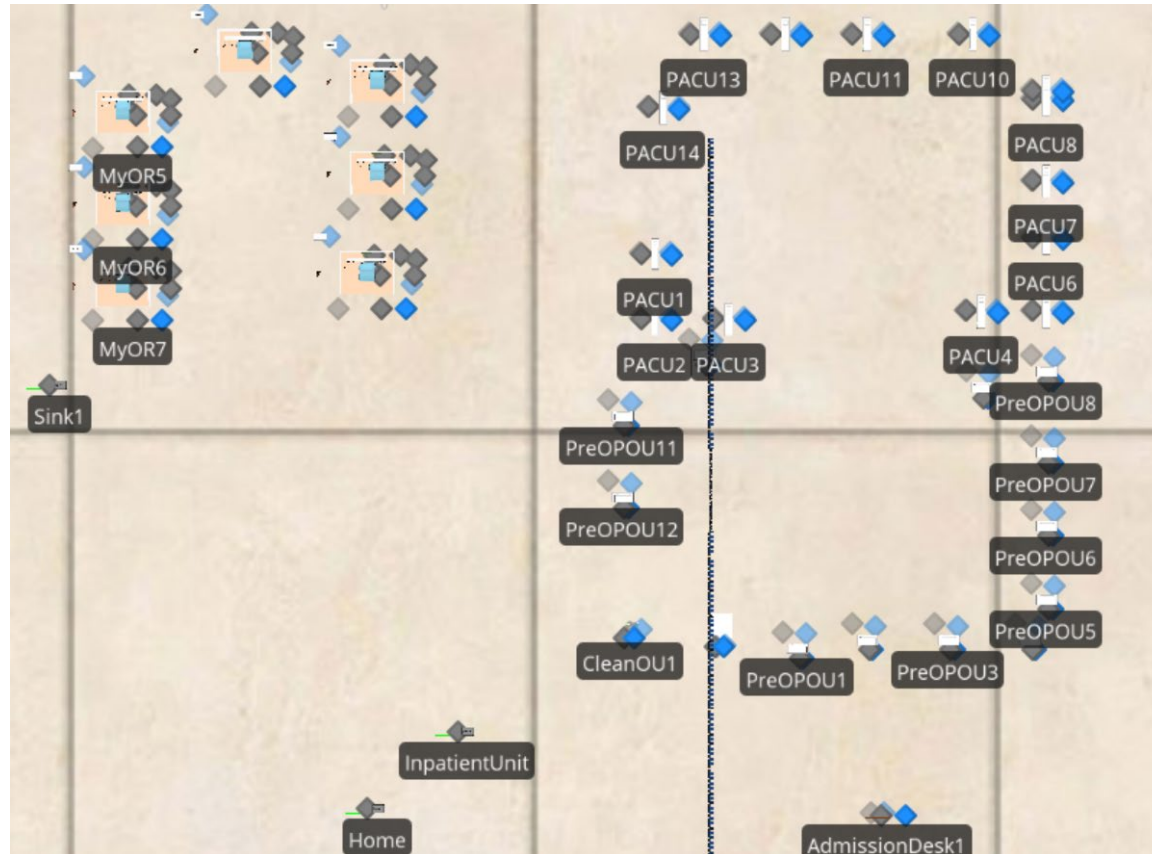 PACU13
PACU11
PACU10
PACU8
PACU14
MyOR5
PACU7
MyOR6
PACU6
PACU1
MyOR7
PACU2
PACU3
PACU4
Sink1
PreOPOU8
PreOPOU11
PreOPOU7
PreOPOU12
PreOPOU6
PreOPOU5
CleanOU1
PreOPOU1
PreOPOU3
InpatientUnit
Home
AdmissionDesk1